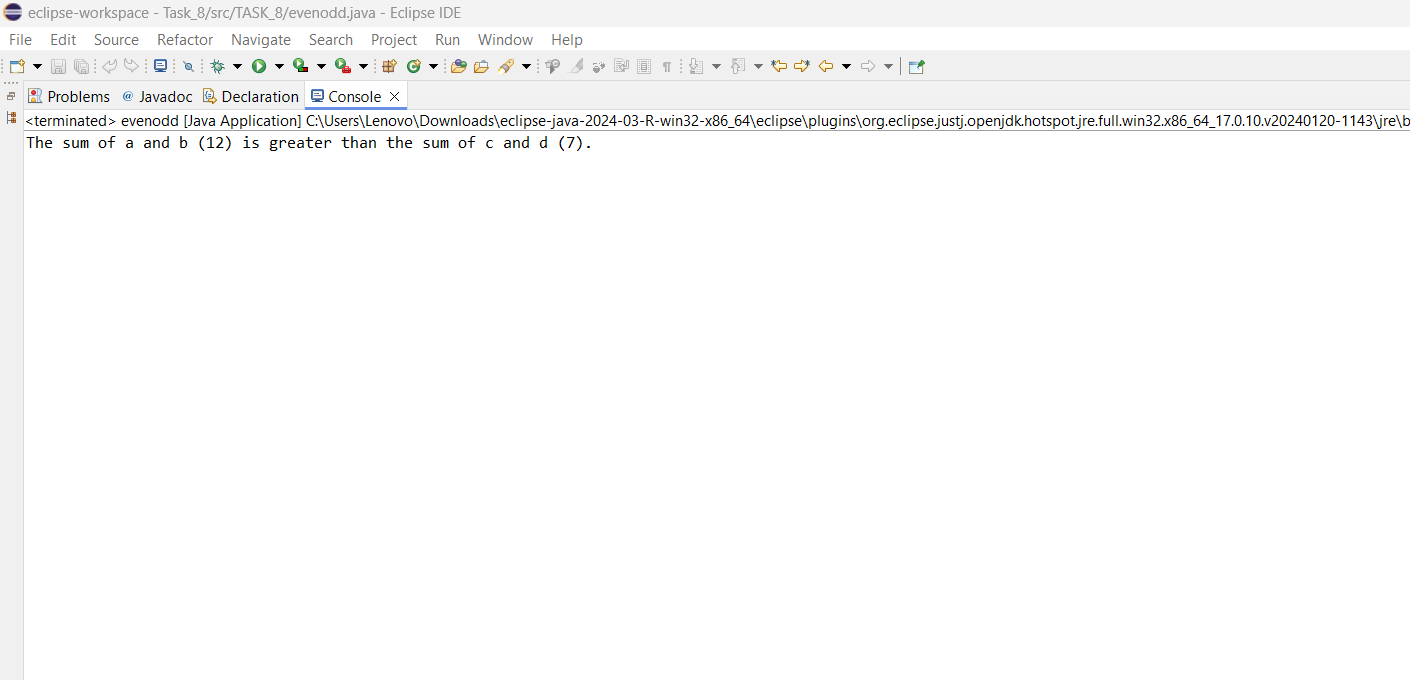 eclipse-workspace - Task_8/src/TASK_8/evenodd.java - Eclipse IDE
File Edit Source Refactor Navigate Search Project Run Window Help
Problems @ Javadoc Declaration Console
<terminated> evenodd [Java Application] C:\Users\Lenovo\Downloads\eclipse-java-2024-03-R-win32-x86_64\eclipse\plugins\org.eclipse.justj.openjdk.hotspot.jre.full.win32.x86_64_17.0.10.v20240120-1143\jre\b
The sum of a and b (12) is greater than the sum of c and d (7).